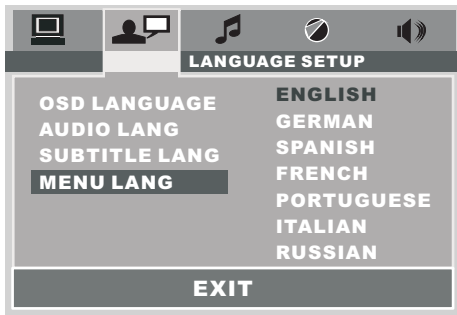 LANGUAGE SETUP
OSD LANGUAGE
AUDIO LANG
SUBTITLE LANG
MENU LANG
ENGLISH
GERMAN
SPANISH
FRENCH
PORTUGUESE
ITALIAN
RUSSIAN
EXIT